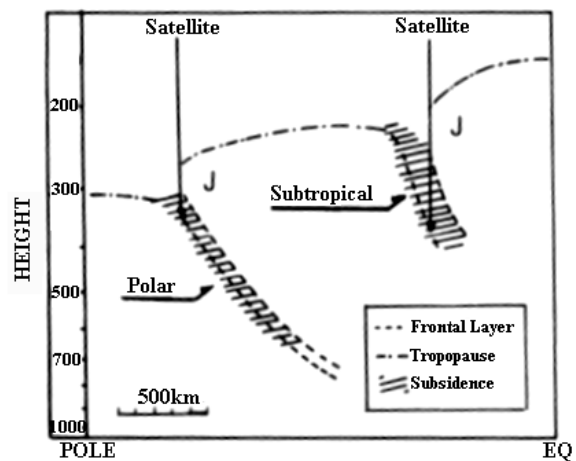 Satellite
Satellite
200
J
J
300
Subtropical
HEIGHT
500
Polar
Frontal Layer
Tropopause
Subsidence
700
500km
1000
POLE
EQ